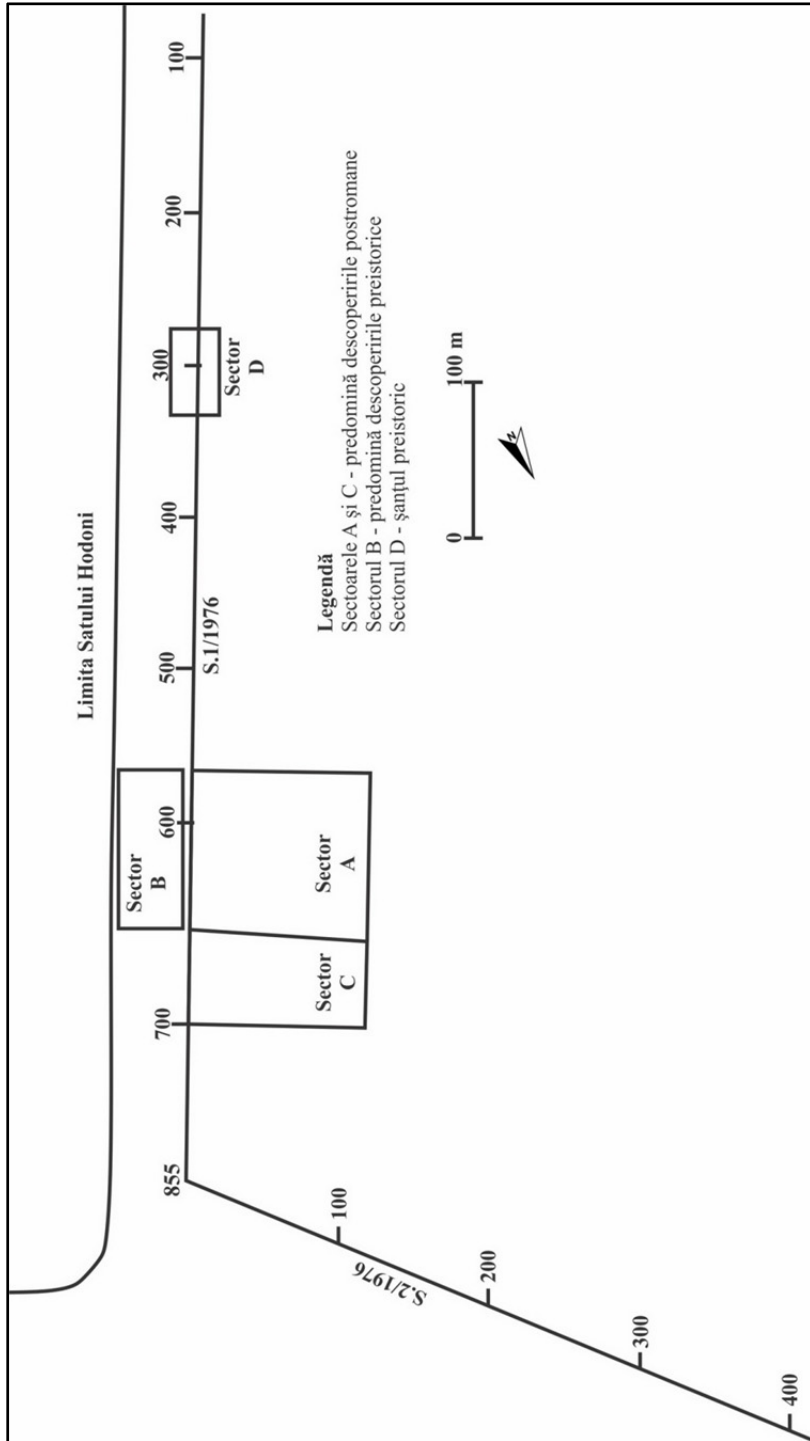 Limita Satului Hodoni
100
200
300
400
500
600
700
855
S.1/1976
Sector
D
Sector
B
Sector
A
Sector
C
100
200
300
400
S.2/1976
Legendă
Sectoarele A și C - predomină descoperirile postromane
Sectorul B - predomină descoperirile preistorice
Sectorul D - șanțul preistoric
0
100 m
N